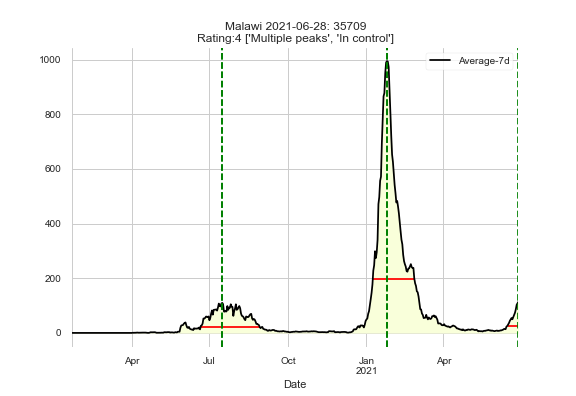 Malawi 2021-06-28: 35709
Rating:4 ['Multiple peaks', 'In control']
1000
Average-7d
800
600
400
200
0
Apr
Jul
Oct
Jan
Apr
2021
Date